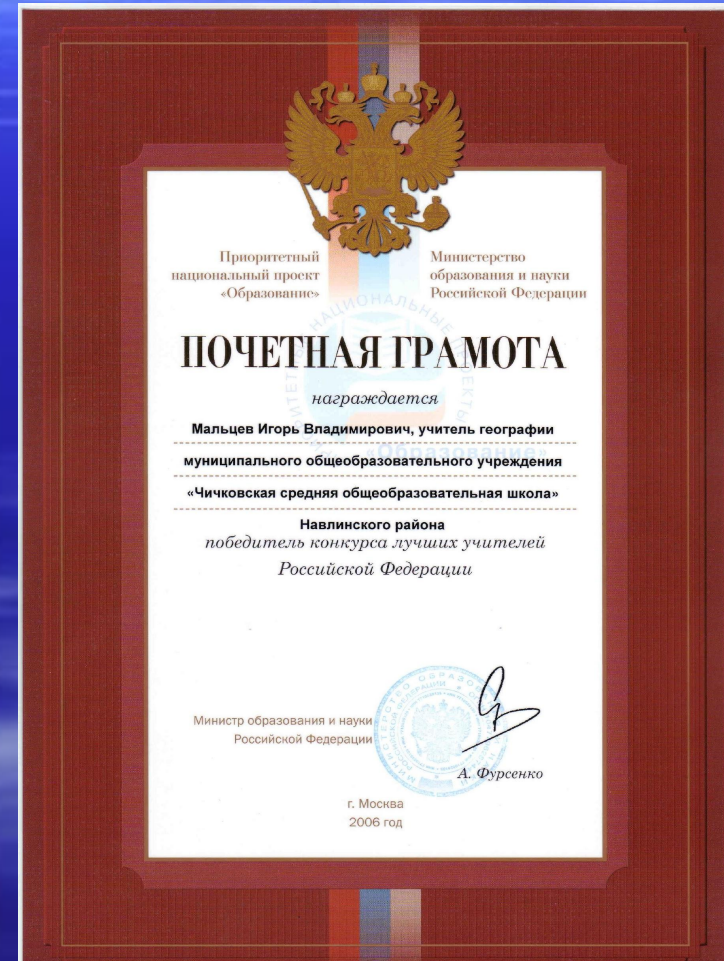 Приоритетный
национальный проект
«Образование»
Министерство
образования и науки
Российской Федерации
ПОЧЕТНАЯ ГРАМОТА
награждается
Мальцев Игорь Владимирович, учитель географии
«Образование»
муниципального общеобразовательного учреждения
«Чичковская средняя общеобразовательная школа»
Навлинского района
победитель конкурса лучших учителей
Российской Федерации
Министр образования и науки
Российской Федерации
А. Фурсенко
г. Москва
2006 год